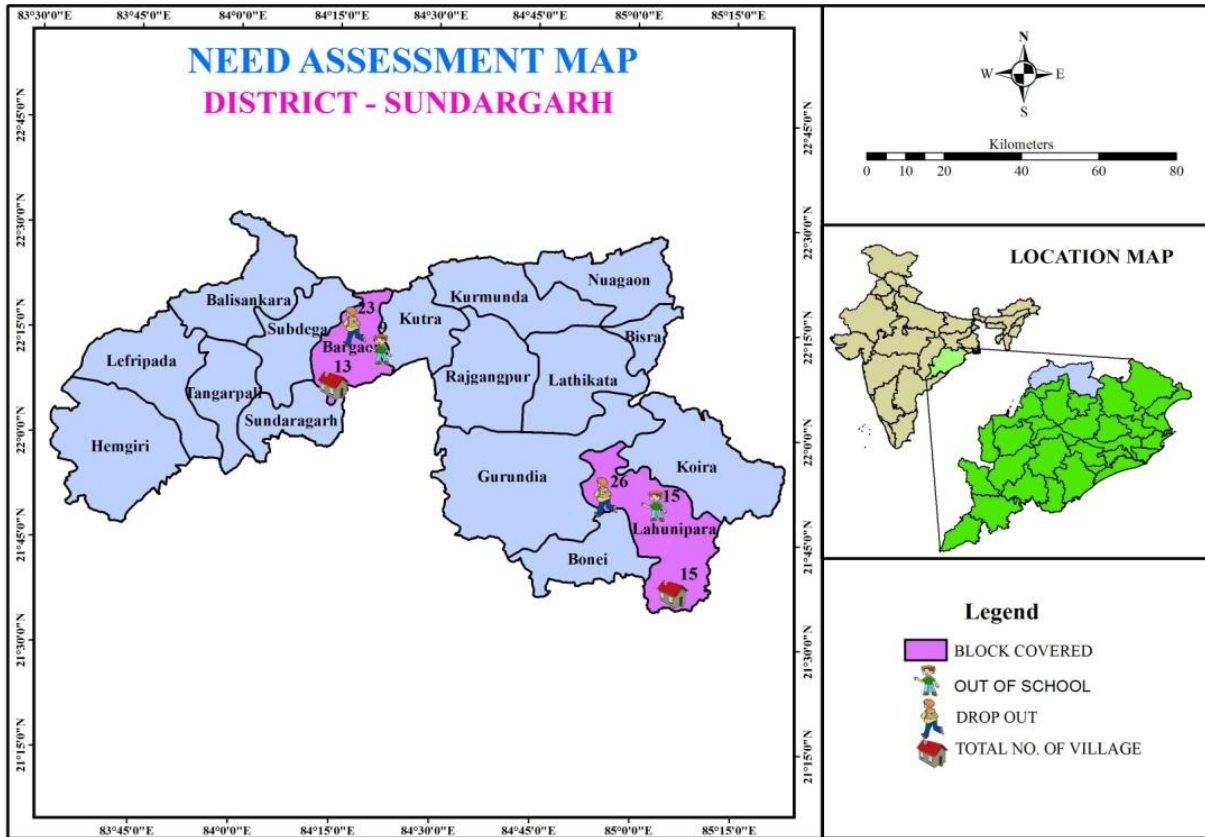 83°30'0"E 83°45'0"E 84°0'0"E 84°15'0"E 84°30'0"E 84°45'0"E 85°0'0"E 85°15'0"E
NEED ASSESSMENT MAP
DISTRICT - SUNDARGARH
22°45'0"N
22°30'0"N
22°15'0"N
22°0'0"N
21°45'0"N
21°30'0"N
21°15'0"N
Balisankara
Subdega
23
9
Bargaon
13
Kutra
Kurmunda
Nuagaon
Bisra
Lefripada
Tangarpali
Rajgangpur
Lathikata
Hemgiri
Sundaragarh
Gurundia
26
15
Koira
Lahunipara
Bonei
15
22°45'0"N
22°30'0"N
22°15'0"N
22°0'0"N
21°45'0"N
21°30'0"N
21°15'0"N
83°45'0"E 84°0'0"E 84°15'0"E 84°30'0"E 84°45'0"E 85°0'0"E 85°15'0"E
N
W E
S
Kilometers
0 10 20 40 60 80
LOCATION MAP
Legend
BLOCK COVERED
OUT OF SCHOOL
DROP OUT
TOTAL NO. OF VILLAGE